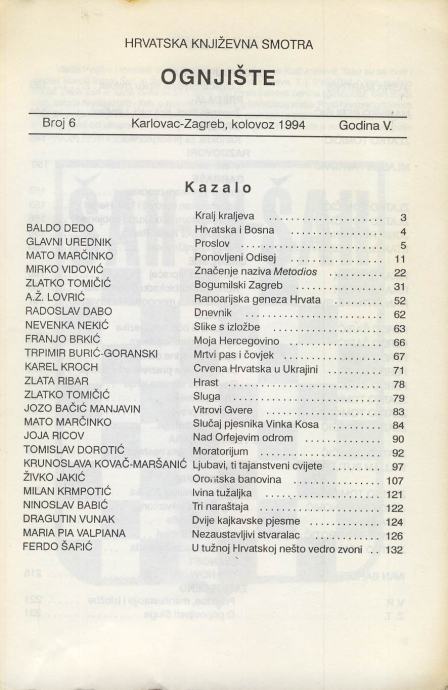 HRVATSKA KNJIŽEVNA SMOTRA
OGNJIŠTE
Broj 6 Karlovac-Zagreb, kolovoz 1994 Godina V.
Kazalo
Kralj kraljeva ..................... 3
BALDO DEDO Hrvatska i Bosna ..................... 4
GLAVNI UREDNIK Proslov ..................... 5
MATO MARČINKO Ponovljeni Odisej ..................... 11
MIRKO VIDOVIĆ Značenje naziva Metodios ..................... 22
ZLATKO TOMIČIĆ Bogumilski Zagreb ..................... 31
A.Ž. LOVRIĆ Ranoarijska geneza Hrvata ..................... 52
RADOSLAV DABO Dnevnik ..................... 62
NEVENKA NEKIĆ Slike s izložbe ..................... 63
FRANJO BRKIĆ Moja Hercegovino ..................... 66
TRPIMIR BURIĆ-GORANSKI Mrtvi pas i čovjek ..................... 67
KAREL KROCH Crvena Hrvatska u Ukrajini ..................... 71
ZLATA RIBAR Hrast ..................... 78
ZLATKO TOMIČIĆ Sluga ..................... 79
JOZO BAČIĆ MANJAVIN Vitrovi Gvere ..................... 83
MATO MARČINKO Slučaj pjesnika Vinka Kosa ..................... 84
JOJA RICOV Nad Orfejevim odrom ..................... 90
TOMISLAV DOROTIĆ Moratorijum ..................... 92
KRUNOSLAVA KOVAČ-MARŠANIĆ Ljubavi, ti tajanstveni cvijete ..................... 97
ŽIVKO JAKIĆ banovina ..................... 107
MILAN KRMPOTIĆ Ivina tužaljka ..................... 121
NINOSLAV BABIĆ Tri naraštaja ..................... 122
DRAGUTIN VUNAK Dvije kajkavske pjesme ..................... 124
MARIA PIA VALPIANA Nezaustavljivi stvaralac ..................... 126
FERDO ŠARIĆ U tužnoj Hrvatskoj nešto vedro zvoni .. 132